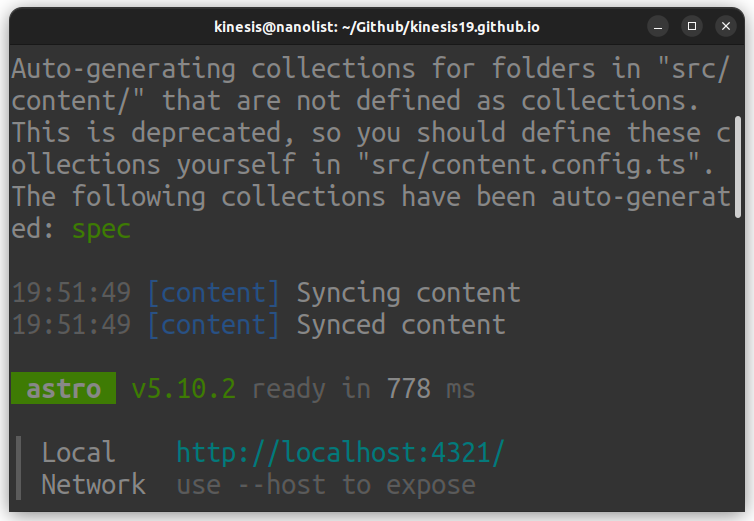 kinesis@nanolist: ~/Github/kinesis19.github.io
Auto-generating collections for folders in "src/
content/" that are not defined as collections.
This is deprecated, so you should define these c
ollections yourself in "src/content.config.ts".
The following collections have been auto-generat
ed: spec
19:51:49 [content] Syncing content
19:51:49 [content] Synced content
astro v5.10.2 ready in 778 ms
Local http://localhost:4321/
Network use --host to expose